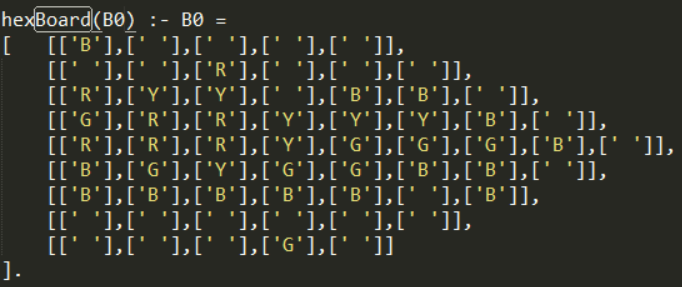 hexBoard(B0) :- B0 =
[   [['B'],[' '],[' '],[' '],[' ']],
    [[' '],[' '],['R'],[' '],[' '],[' ']],
    [['R'],['Y'],['Y'],[' '],['B'],['B'],[' ']],
    [['G'],['R'],['R'],['Y'],['Y'],['Y'],['B'],[' ']],
    [['R'],['R'],['R'],['Y'],['G'],['G'],['G'],['B'],[' ']],
    [['B'],['G'],['Y'],['G'],['G'],['B'],['B'],[' ']],
    [['B'],['B'],['B'],['B'],['B'],[' '],['B']],
    [[' '],[' '],[' '],[' '],[' '],[' ']],
    [[' '],[' '],[' '],['G'],[' ']]
].